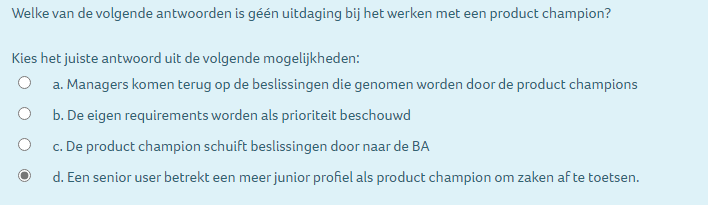 Welke van de volgende antwoorden is géén uitdaging bij het werken met een product champion?
Kies het juiste antwoord uit de volgende mogelijkheden:
a. Managers komen terug op de beslissingen die genomen worden door de product champions
b. De eigen requirements worden als prioriteit beschouwd
c. De product champion schuift beslissingen door naar de BA
d. Een senior user betrekt een meer junior profiel als product champion om zaken af te toetsen.